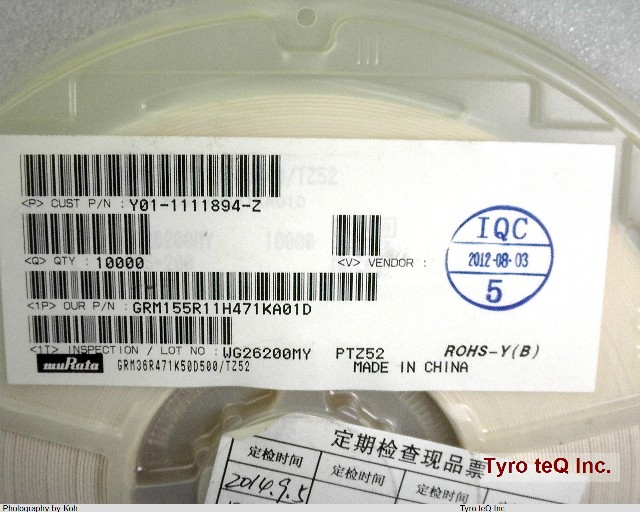 <P> CUST P/N : Y01-1111894-Z
<Q> QTY : 10000
<V> VENDOR :
IQC
2012-08-03
5
<1P> OUR P/N : GRM155R11H471KA01D
<1T> INSPECTION / LOT NO : WG26200MY PTZ52 ROHS-Y(B)
muRata GRM36R471K50D500/TZ52 MADE IN CHINA
定期检查现品票
定检时间 定检时间 定检时间
2014.9.5
Tyro teQ Inc.
Photography by Koh Tyro teQ Inc.